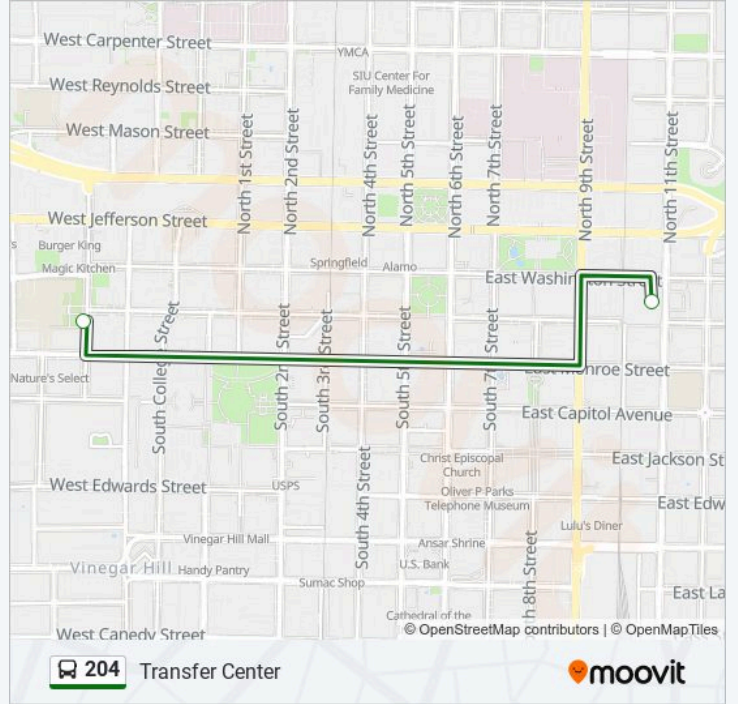 West Carpenter Street
YMCA
West Reynolds Street
SIU Center For
Family Medicine
West Mason Street
North 1st Street
North 2nd Street
North 4th Street
North 5th Street
North 6th Street
North 7th Street
North 9th Street
North 11th Street
West Jefferson Street
s
Burger King
Magic Kitchen
Springfield
Alamo
East Washington Street
South College Street
South 2nd Street
South 3rd Street
South 5th Street
South 7th Street
Nature's Select
East Monroe Street
East Capitol Avenue
Christ Episcopal
Church
East Jackson St
West Edwards Street
USPS
South 4th Street
Oliver P Parks
Telephone Museum
East Edw
Lulu's Diner
Vinegar Hill Mall
Ansar Shrine
Vinegar Hill
Handy Pantry
U.S. Bank
Sumac Shop
h 8th Street
East La
Cathedral of the
West Canedy Street
© OpenStreetMap contributors | © OpenMapTiles
204 Transfer Center
moovit